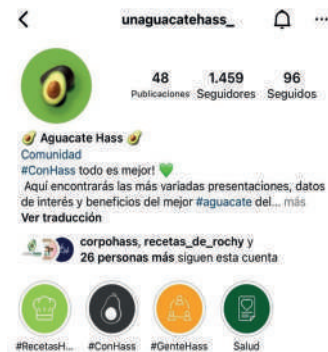 unaguacatehass_
48 1.459 96
Publicaciones Seguidores Seguidos
🥑 Aguacate Hass 🥑
Comunidad
#ConHass todo es mejor! 💚
Aquí encontrarás las más variadas presentaciones, datos
de interés y beneficios del mejor #aguacate del... más
Ver traducción
corpohass, recetas_de_rochy y
26 personas más siguen esta cuenta
#RecetasH... #ConHass #GenteHass Salud